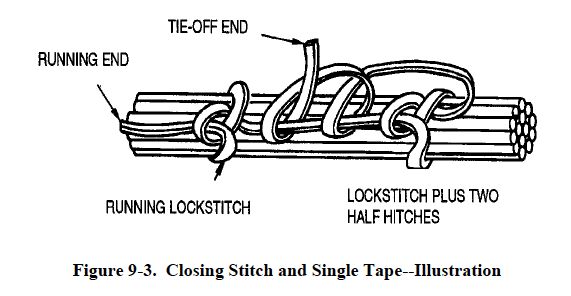 TIE-OFF END
RUNNING END
RUNNING LOCKSTITCH
LOCKSTITCH PLUS TWO
HALF HITCHES
Figure 9-3. Closing Stitch and Single Tape--Illustration